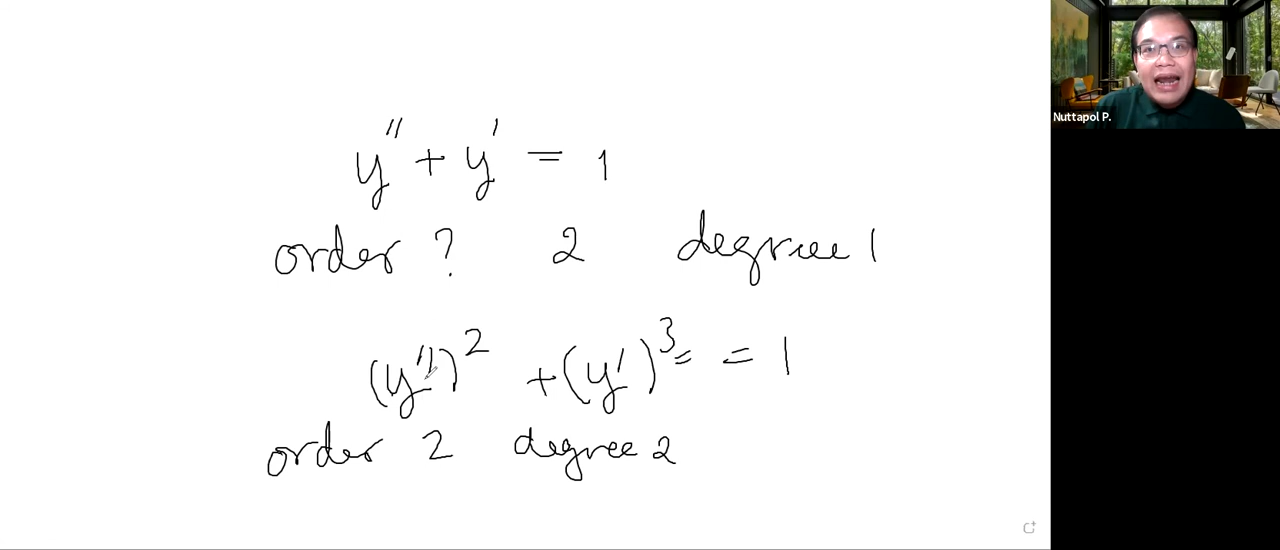 y'' + y' = 1
order ? 2 degree 1
(y'')² + (y')³ = = 1
order 2 degree 2
Nuttapol P.